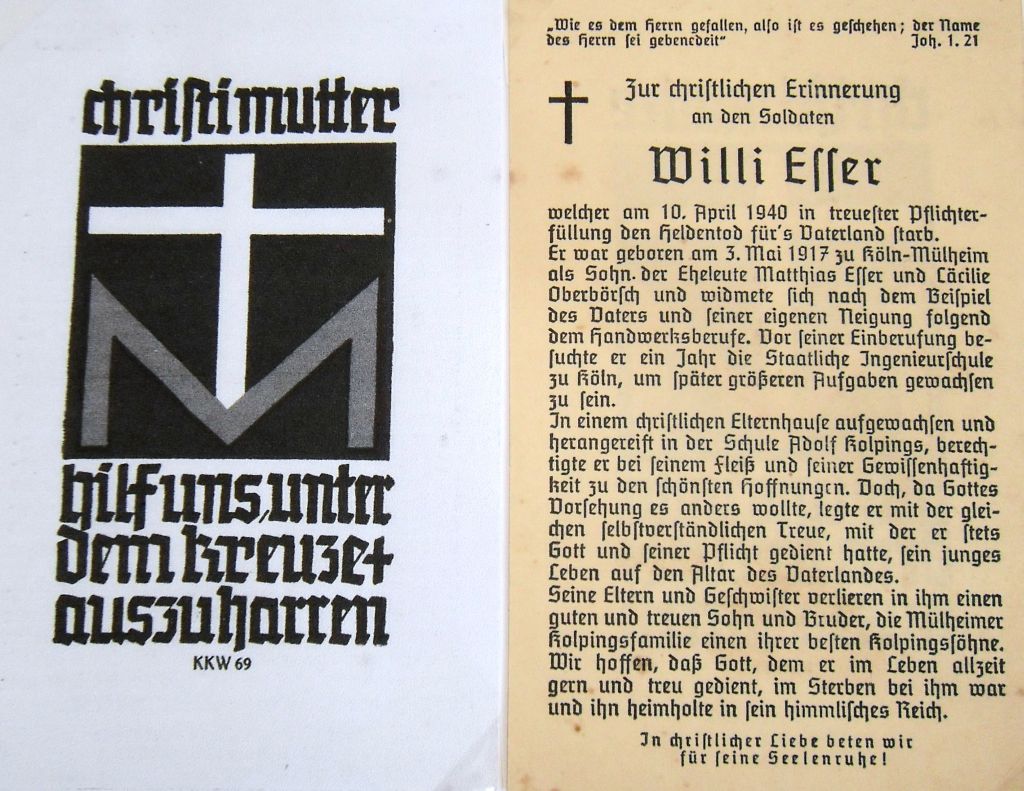 christi mutter
M
hilf uns, unter
dem kreuze +
auszuharren
KKW 69
„Wie es dem Herrn gefallen, also ist es geschehen; der Name
des Herrn sei gebenedeit“ Joh. 1. 21
Zur christlichen Erinnerung
an den Soldaten
Willi Esser
welcher am 10. April 1940 in treuester Pflichter-
füllung den Heldentod für's Vaterland starb.
Er war geboren am 3. Mai 1917 zu Köln-Mülheim
als Sohn. der Eheleute Matthias Esser und Cäcilie
Oberbörsch und widmete sich nach dem Beispiel
des Vaters und seiner eigenen Neigung folgend
dem Handwerksberufe. Vor seiner Einberufung be-
suchte er ein Jahr die Staatliche Ingenieurschule
zu Köln, um später größeren Aufgaben gewachsen
zu sein.
In einem christlichen Elternhause aufgewachsen und
herangereift in der Schule Adolf Kolpings, berech-
tigte er bei seinem Fleiß und seiner Gewissenhaftig-
keit zu den schönsten Hoffnungen. Doch, da Gottes
Vorsehung es anders wollte, legte er mit der glei-
chen selbstverständlichen Treue, mit der er stets
Gott und seiner Pflicht gedient hatte, sein junges
Leben auf den Altar des Vaterlandes.
Seine Eltern und Geschwister verlieren in ihm einen
guten und treuen Sohn und Bruder, die Mülheimer
Kolpingsfamilie einen ihrer besten Kolpingssöhne.
Wir hoffen, daß Gott, dem er im Leben allzeit
gern und treu gedient, im Sterben bei ihm war
und ihn heimholte in sein himmlisches Reich.
In christlicher Liebe beten wir
für seine Seelenruhe!